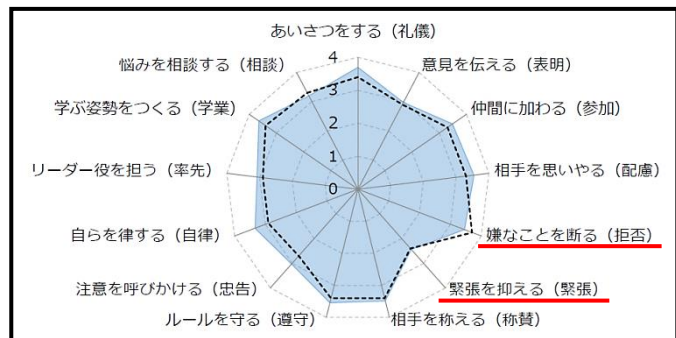 あいさつをする（礼儀）
悩みを相談する（相談）
意見を伝える（表明）
学ぶ姿勢をつくる（学業）
仲間に加わる（参加）
リーダー役を担う（率先）
相手を思いやる（配慮）
自らを律する（自律）
嫌なことを断る（拒否）
注意を呼びかける（忠告）
緊張を抑える（緊張）
ルールを守る（遵守）
相手を称える（称賛）
4
3
2
1
0